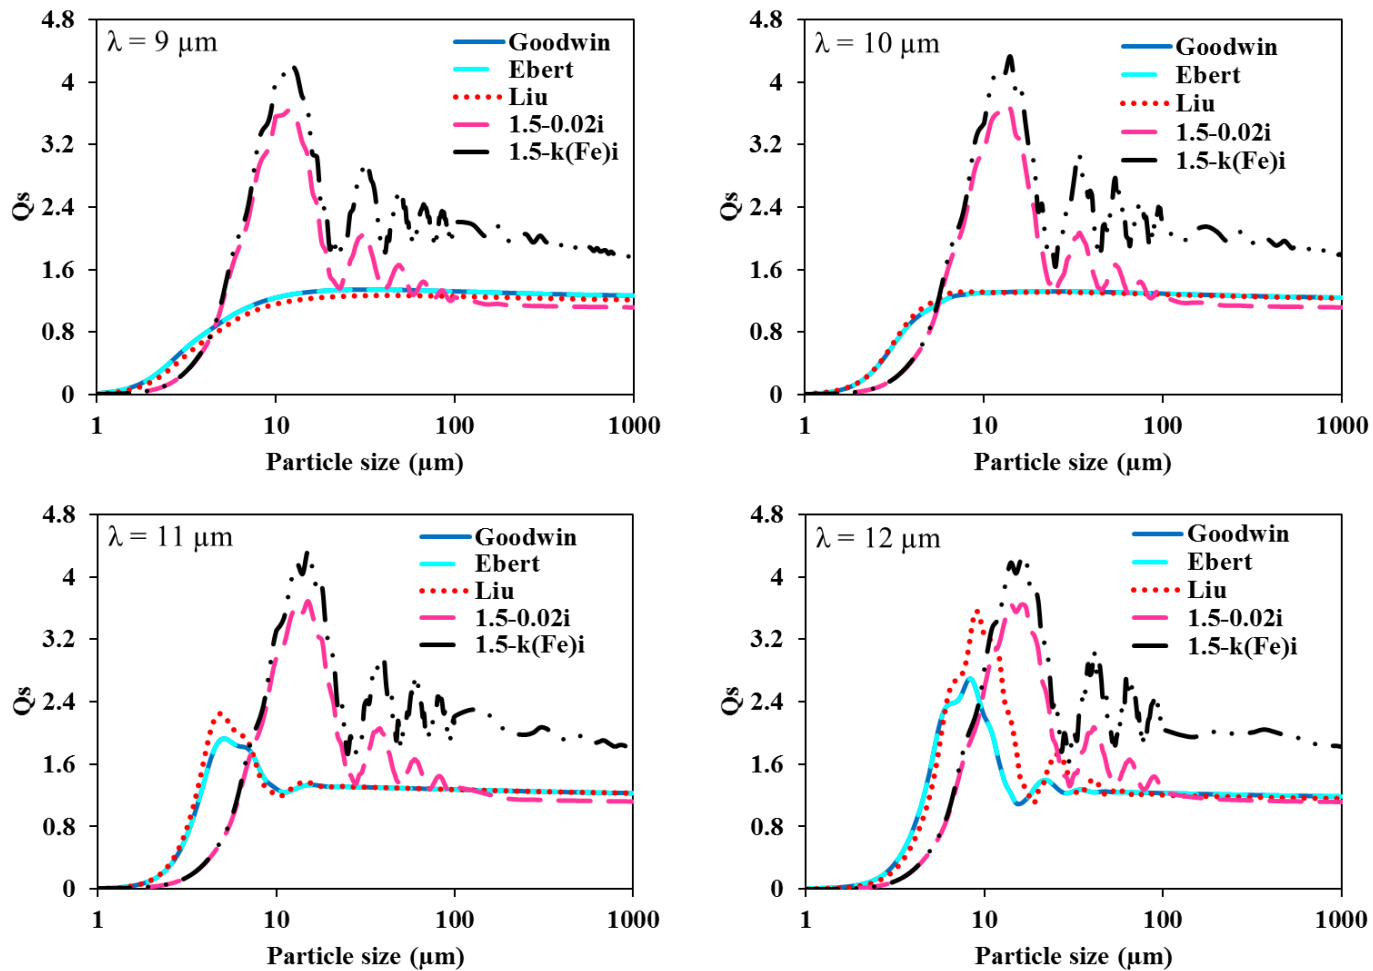 4.8
4
3.2
2.4
1.6
0.8
0
Qs
λ = 9 µm
Goodwin
Ebert
Liu
1.5-0.02i
1.5-k(Fe)i
1 10 100 1000
Particle size (µm)
4.8
4
3.2
2.4
1.6
0.8
0
Qs
λ = 10 µm
Goodwin
Ebert
Liu
1.5-0.02i
1.5-k(Fe)i
1 10 100 1000
Particle size (µm)
4.8
4
3.2
2.4
1.6
0.8
0
Qs
λ = 11 µm
Goodwin
Ebert
Liu
1.5-0.02i
1.5-k(Fe)i
1 10 100 1000
Particle size (µm)
4.8
4
3.2
2.4
1.6
0.8
0
Qs
λ = 12 µm
Goodwin
Ebert
Liu
1.5-0.02i
1.5-k(Fe)i
1 10 100 1000
Particle size (µm)